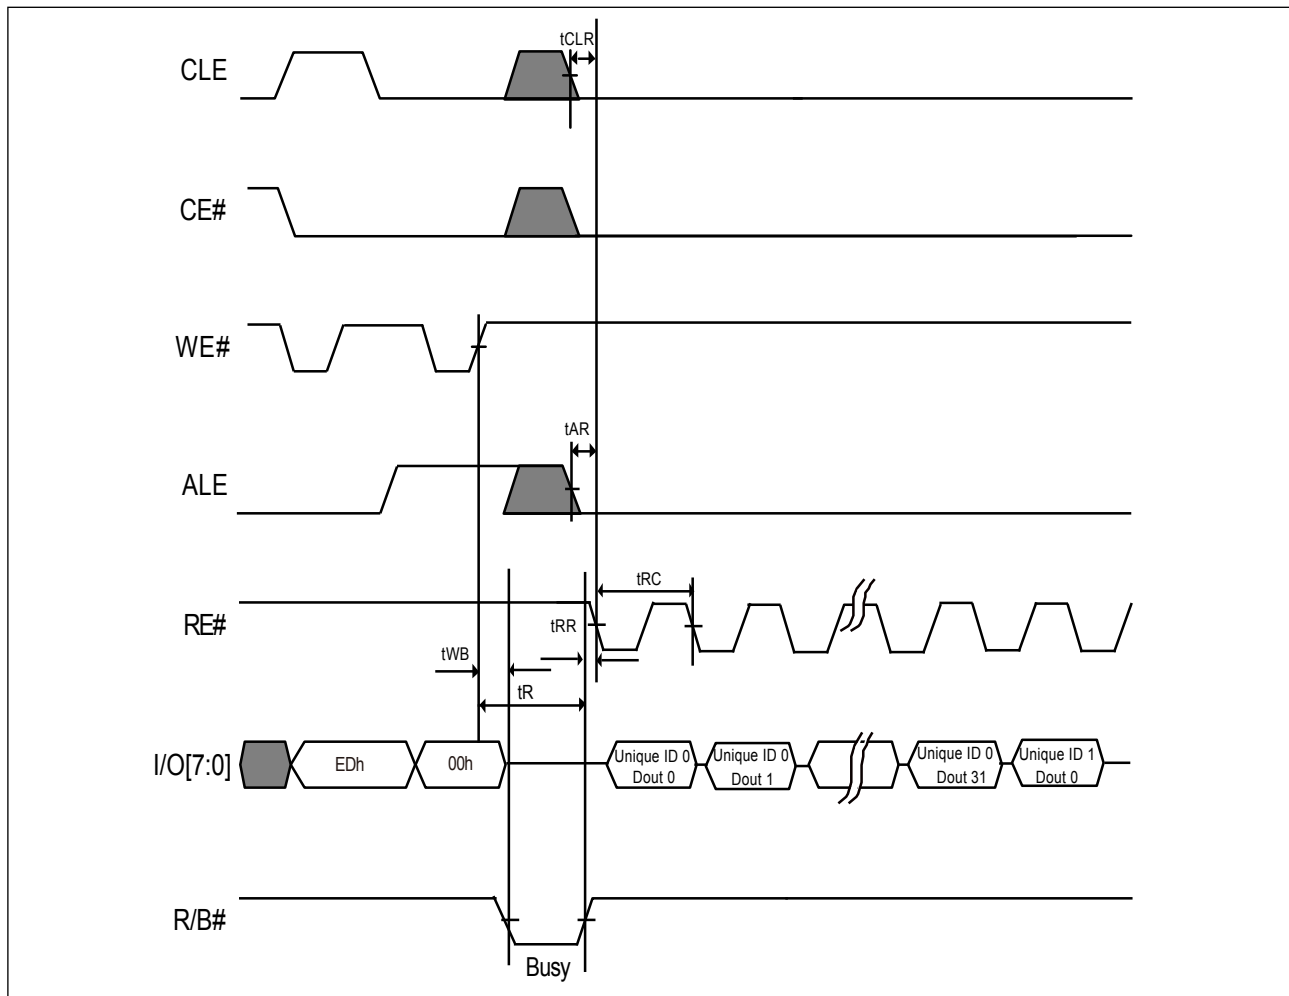 tCLR
CLE
CE#
WE#
tAR
ALE
tRC
RE#
tRR
tWB
tR
I/O[7:0]
EDh
00h
Unique ID 0
Dout 0
Unique ID 0
Dout 1
Unique ID 0
Dout 31
Unique ID 1
Dout 0
R/B#
Busy